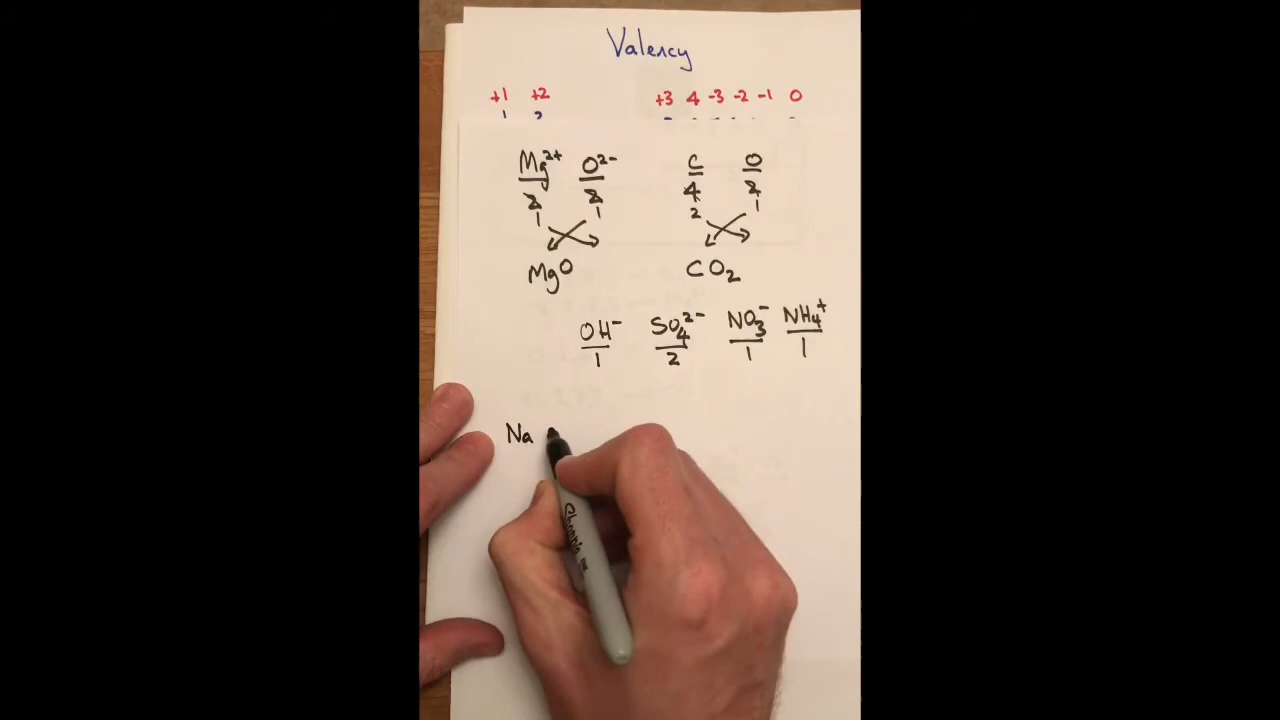 Valency
+1 +2 +3 4 -3 -2 -1 0
Mg²⁺ O²⁻ C O
2 2 4 2
1 1 2 1
MgO CO₂
OH⁻ SO₄²⁻ NO₃⁻ NH₄⁺
1 2 1 1
Na
Sharpie